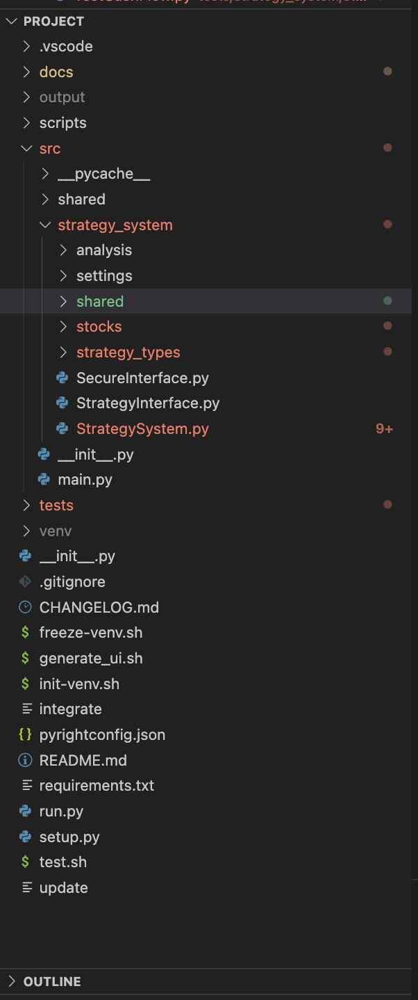 PROJECT
.vscode
docs
output
scripts
src
__pycache__
shared
strategy_system
analysis
settings
shared
stocks
strategy_types
SecureInterface.py
StrategyInterface.py
StrategySystem.py 9+
__init__.py
main.py
tests
venv
__init__.py
.gitignore
CHANGELOG.md
$ freeze-venv.sh
$ generate_ui.sh
$ init-venv.sh
integrate
{} pyrightconfig.json
README.md
requirements.txt
run.py
setup.py
$ test.sh
update
OUTLINE